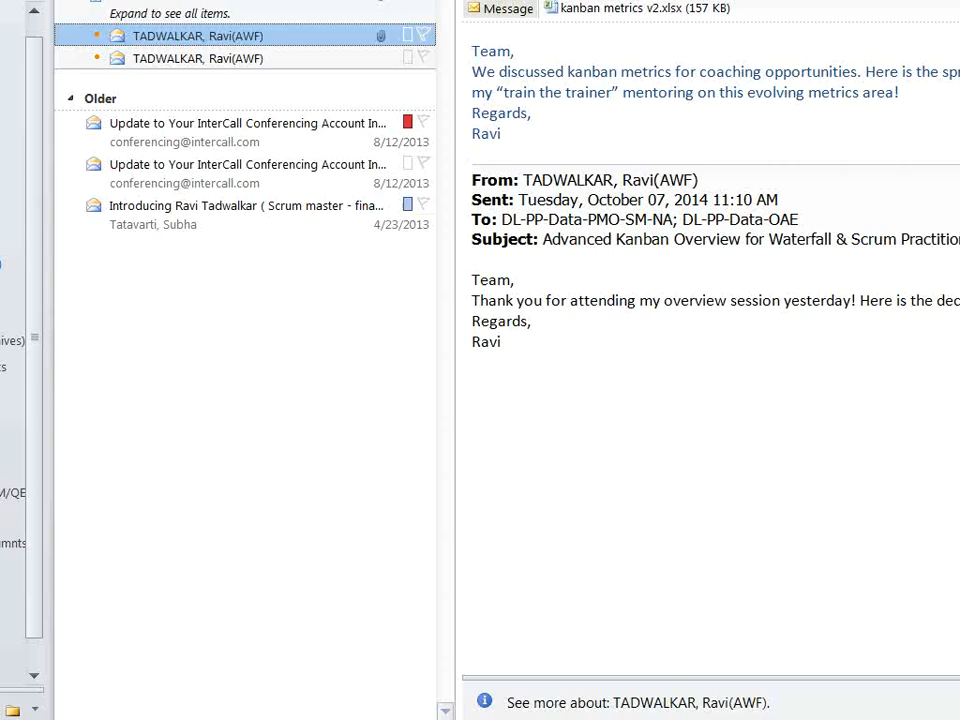 Expand to see all items.
TADWALKAR, Ravi(AWF)
TADWALKAR, Ravi(AWF)
Older
Update to Your InterCall Conferencing Account In...
conferencing@intercall.com 8/12/2013
Update to Your InterCall Conferencing Account In...
conferencing@intercall.com 8/12/2013
Introducing Ravi Tadwalkar ( Scrum master - fina...
Tatavarti, Subha 4/23/2013
ives)
M/QE
Message kanban metrics v2.xlsx (157 KB)
Team,
We discussed kanban metrics for coaching opportunities. Here is the spr
my “train the trainer” mentoring on this evolving metrics area!
Regards,
Ravi
From: TADWALKAR, Ravi(AWF)
Sent: Tuesday, October 07, 2014 11:10 AM
To: DL-PP-Data-PMO-SM-NA; DL-PP-Data-OAE
Subject: Advanced Kanban Overview for Waterfall & Scrum Practitio
Team,
Thank you for attending my overview session yesterday! Here is the dec
Regards,
Ravi
See more about: TADWALKAR, Ravi(AWF).